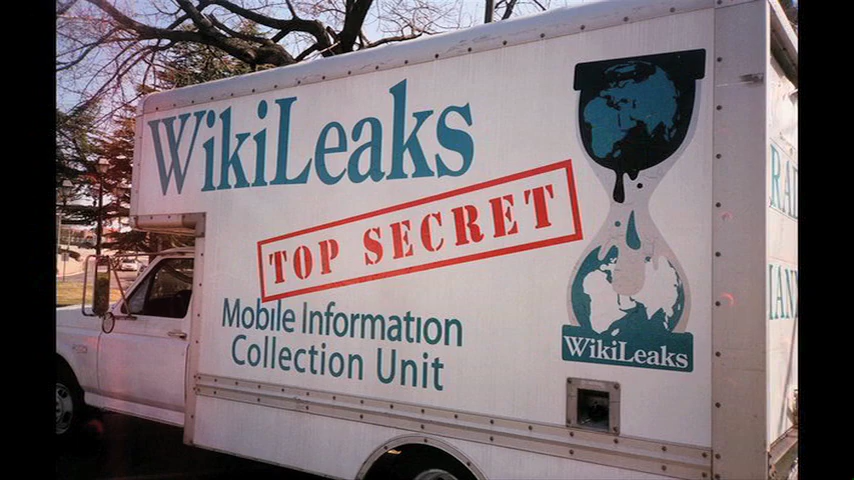 WikiLeaks
TOP SECRET
Mobile Information
Collection Unit
WikiLeaks